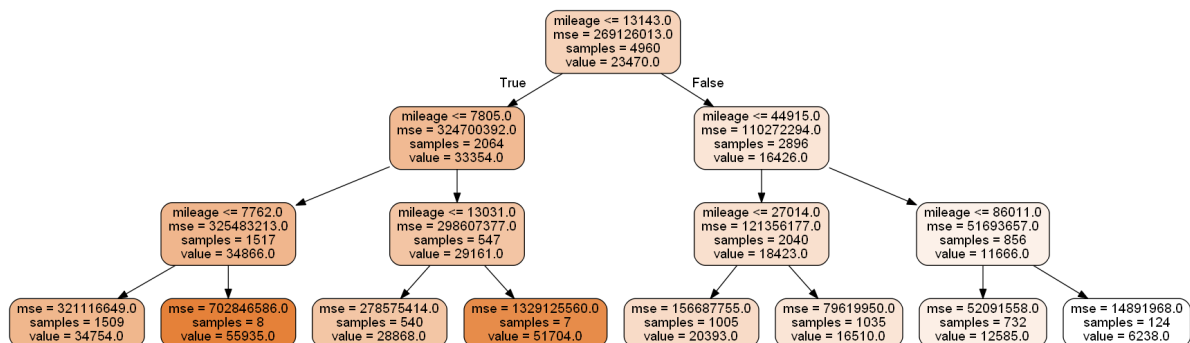 mileage <= 13143.0
mse = 269126013.0
samples = 4960
value = 23470.0
True
False
mileage <= 7805.0
mse = 324700392.0
samples = 2064
value = 33354.0
mileage <= 44915.0
mse = 110272294.0
samples = 2896
value = 16426.0
mileage <= 7762.0
mse = 325483213.0
samples = 1517
value = 34866.0
mileage <= 13031.0
mse = 298607377.0
samples = 547
value = 29161.0
mileage <= 27014.0
mse = 121356177.0
samples = 2040
value = 18423.0
mileage <= 86011.0
mse = 51693657.0
samples = 856
value = 11666.0
mse = 321116649.0
samples = 1509
value = 34754.0
mse = 702846586.0
samples = 8
value = 55935.0
mse = 278575414.0
samples = 540
value = 28868.0
mse = 1329125560.0
samples = 7
value = 51704.0
mse = 156687755.0
samples = 1005
value = 20393.0
mse = 79619950.0
samples = 1035
value = 16510.0
mse = 52091558.0
samples = 732
value = 12585.0
mse = 14891968.0
samples = 124
value = 6238.0